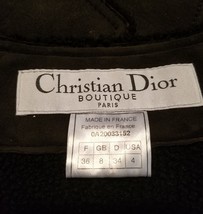 Christian Dior
BOUTIQUE
PARIS
MADE IN FRANCE
Fabriqué en France
F GB D USA
36 8 34 4